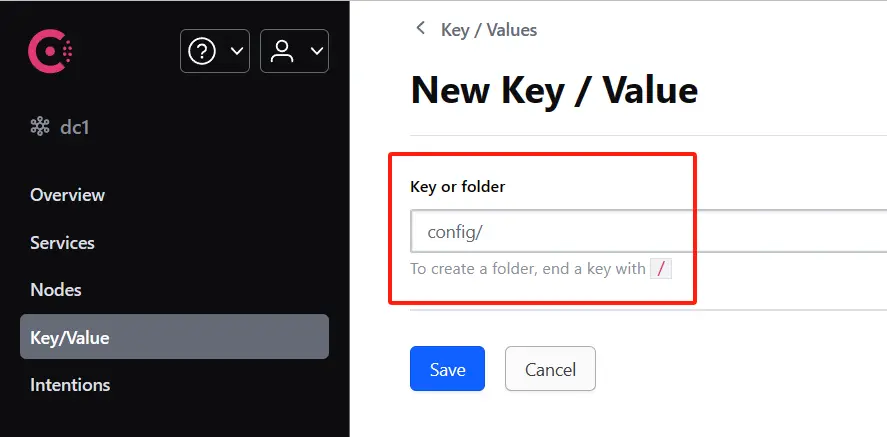 dc1
Overview
Services
Nodes
Key/Value
Intentions
Key / Values
New Key / Value
Key or folder
config/
To create a folder, end a key with /
Save
Cancel